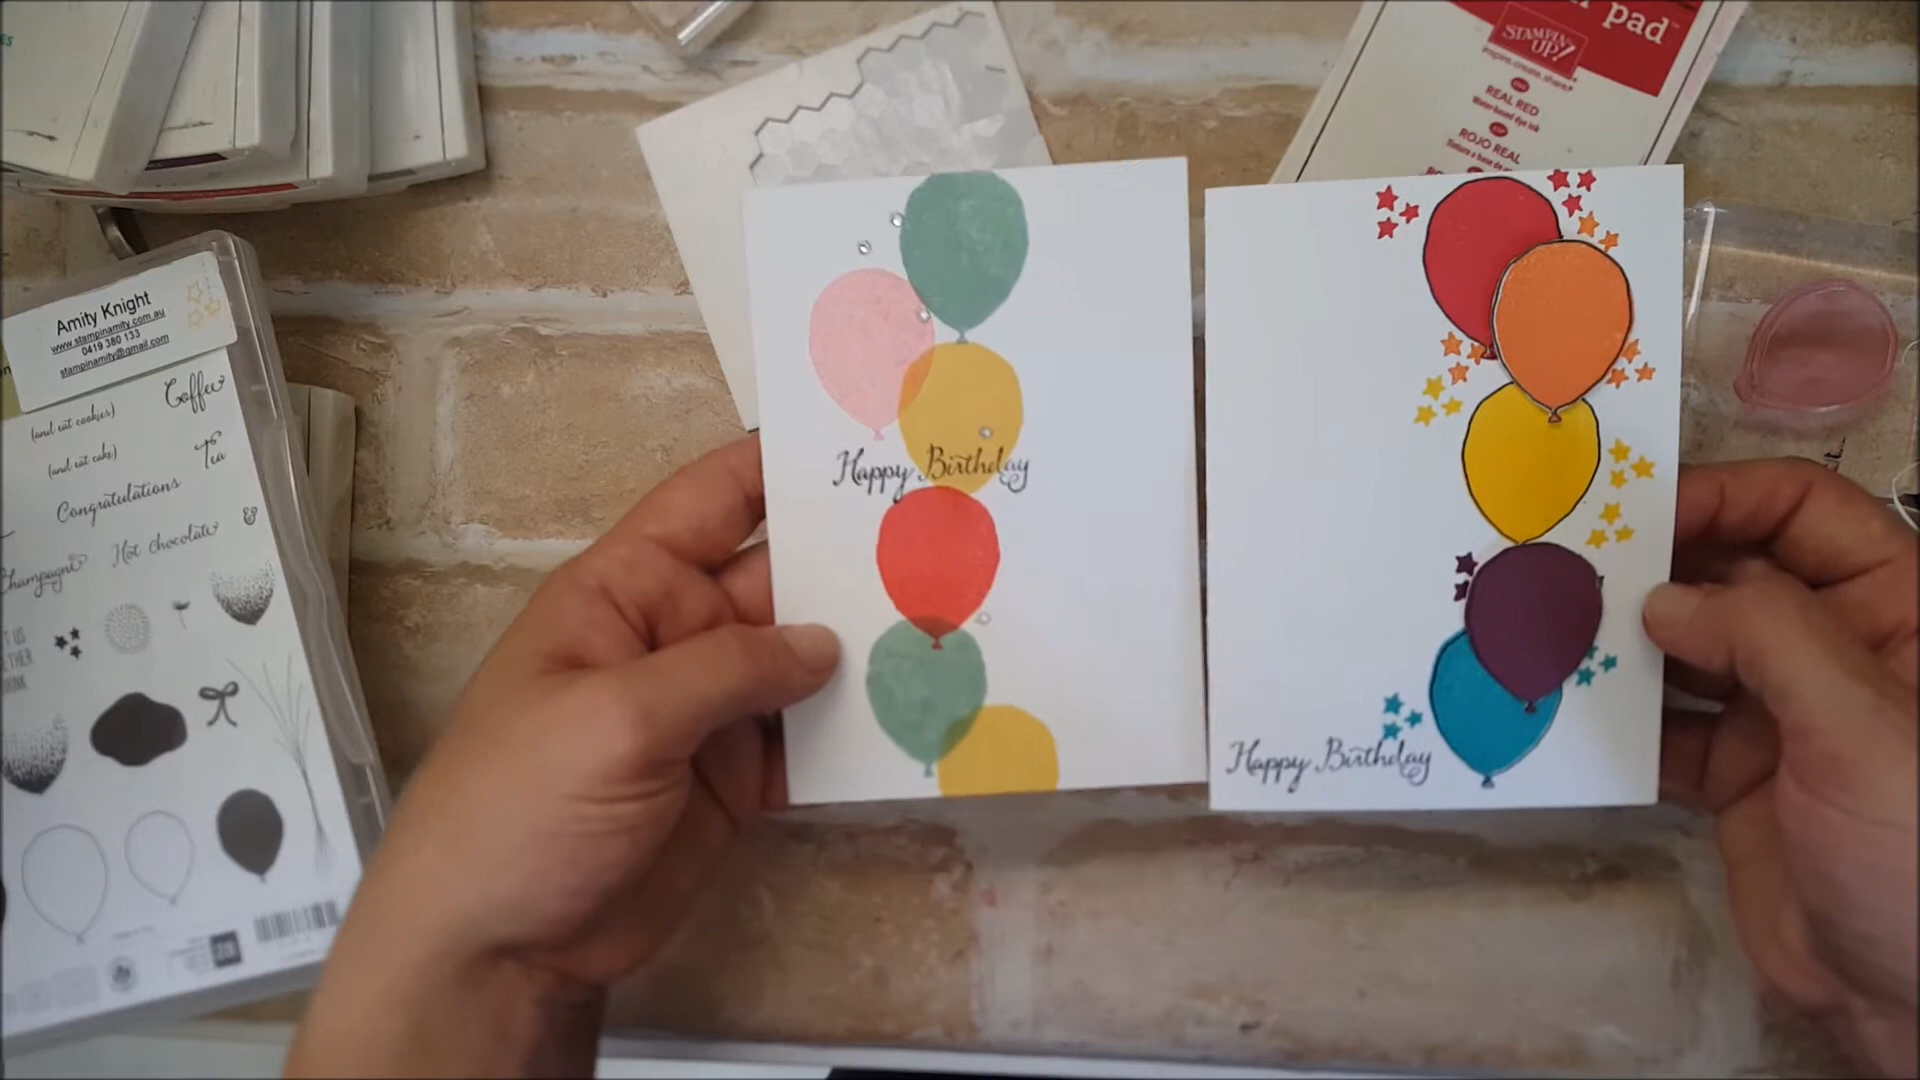 pad
STAMPIN'
UP!
inspire.create.share
REAL RED
Water-based dye ink
ROJO REAL
Amity Knight
www.stampinamity.com.au
0419 380 133
stampinamity@gmail.com
Coffee
(and eat cookies)
Tea
(and eat cake)
Congratulations
&
Hot chocolate
Champagne
Happy Birthday
Happy Birthday